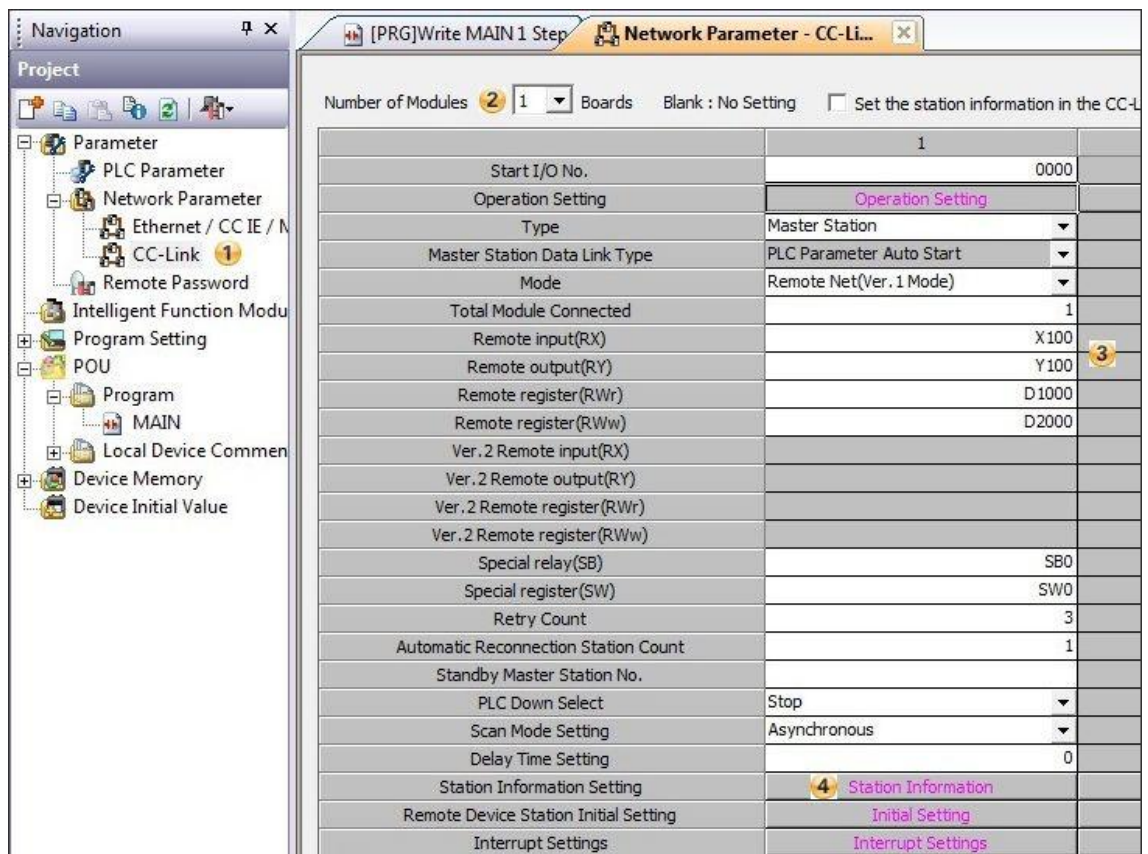 Navigation
Project
Parameter
PLC Parameter
Network Parameter
Ethernet / CC IE / M
CC-Link 1
Remote Password
Intelligent Function Modu
Program Setting
POU
Program
MAIN
Local Device Commen
Device Memory
Device Initial Value
[PRG]Write MAIN 1 Step
Network Parameter - CC-Li...
Number of Modules 2 1 Boards Blank : No Setting Set the station information in the CC-L
1
Start I/O No. 0000
Operation Setting Operation Setting
Type Master Station
Master Station Data Link Type PLC Parameter Auto Start
Mode Remote Net(Ver.1 Mode)
Total Module Connected 1
Remote input(RX) X100
3
Remote output(RY) Y100
Remote register(RWr) D1000
Remote register(RWw) D2000
Ver.2 Remote input(RX)
Ver.2 Remote output(RY)
Ver.2 Remote register(RWr)
Ver.2 Remote register(RWw)
Special relay(SB) SB0
Special register(SW) SW0
Retry Count 3
Automatic Reconnection Station Count 1
Standby Master Station No.
PLC Down Select Stop
Scan Mode Setting Asynchronous
Delay Time Setting 0
Station Information Setting 4 Station Information
Remote Device Station Initial Setting Initial Setting
Interrupt Settings Interrupt Settings